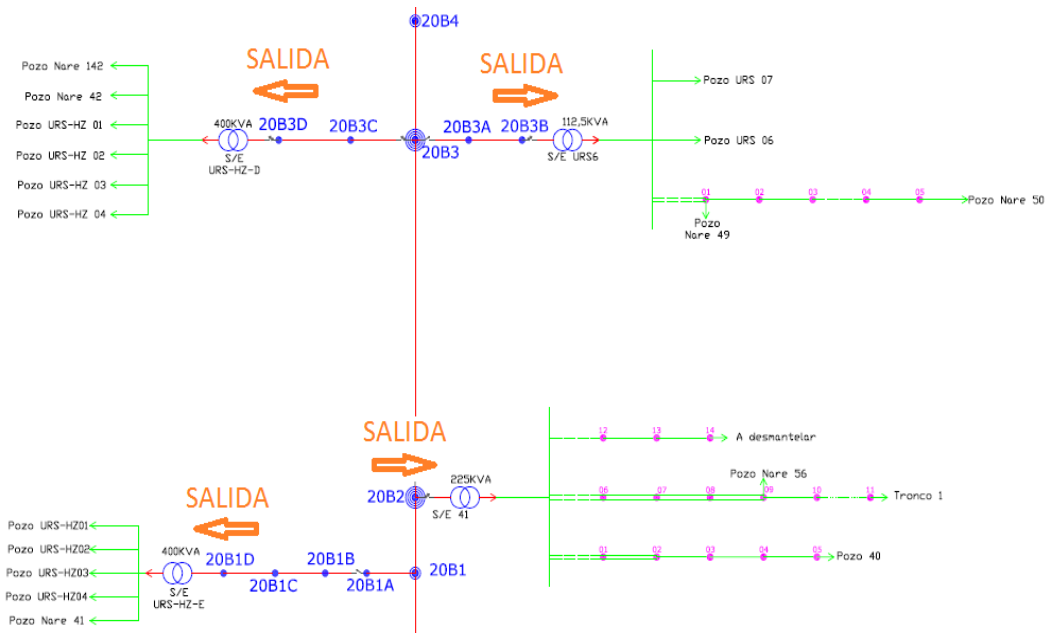 20B4
SALIDA
SALIDA
Pozo Nare 142
Pozo Nare 42
Pozo URS-HZ 01
Pozo URS-HZ 02
Pozo URS-HZ 03
Pozo URS-HZ 04
400KVA
S/E
URS-HZ-D
20B3D
20B3C
20B3
20B3A
20B3B
112,5KVA
S/E URS6
Pozo URS 07
Pozo URS 06
01
02
03
04
05
Pozo Nare 50
Pozo
Nare 49
SALIDA
20B2
225KVA
S/E 41
12
13
14
A desmantelar
Pozo Nare 56
06
07
08
09
10
11
Tronco 1
01
02
03
04
05
Pozo 40
SALIDA
Pozo URS-HZ01
Pozo URS-HZ02
Pozo URS-HZ03
Pozo URS-HZ04
Pozo Nare 41
400KVA
S/E
URS-HZ-E
20B1D
20B1C
20B1B
20B1A
20B1